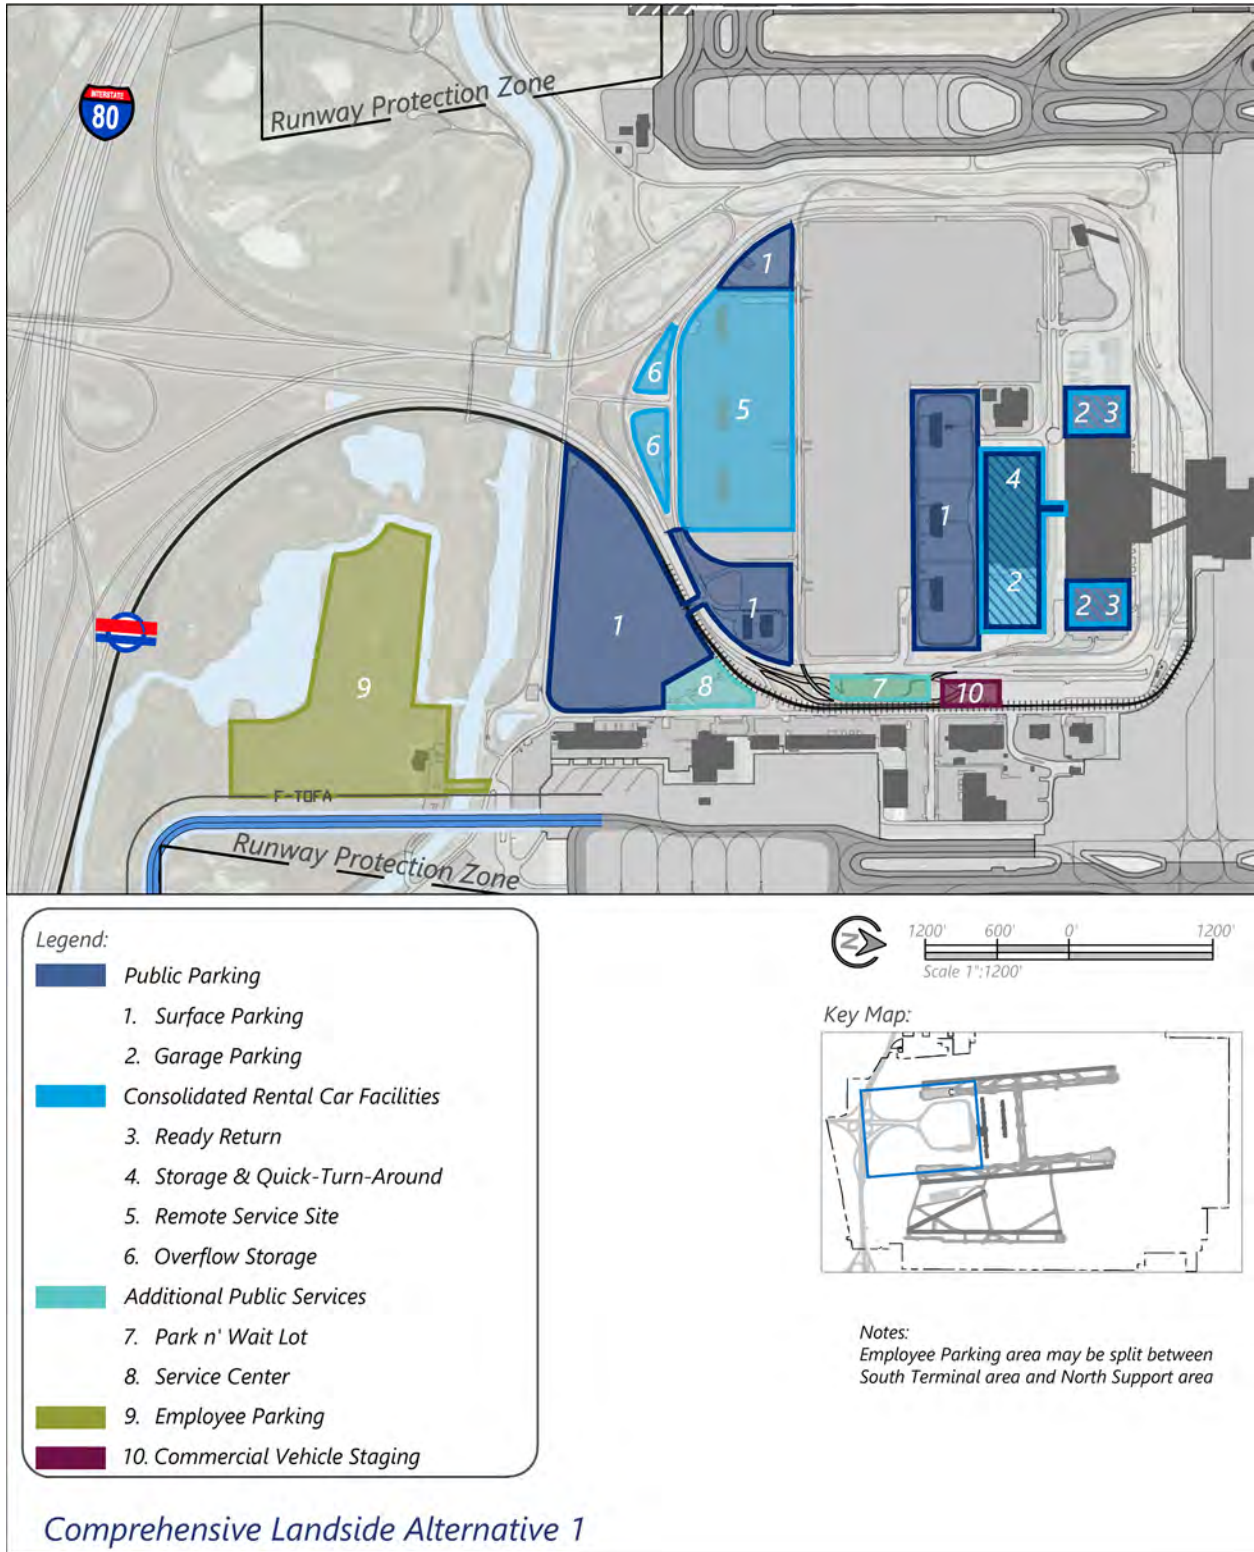 INTERSTATE
80
Runway Protection Zone
1
6
5
6
2 3
4
1
2
2 3
1
1
9
8
7
10
F-TOFA
Runway Protection Zone
Legend:
Public Parking
1. Surface Parking
2. Garage Parking
Consolidated Rental Car Facilities
3. Ready Return
4. Storage & Quick-Turn-Around
5. Remote Service Site
6. Overflow Storage
Additional Public Services
7. Park n' Wait Lot
8. Service Center
9. Employee Parking
10. Commercial Vehicle Staging
N
1200' 600' 0' 1200'
Scale 1":1200'
Key Map:
Notes:
Employee Parking area may be split between
South Terminal area and North Support area
Comprehensive Landside Alternative 1